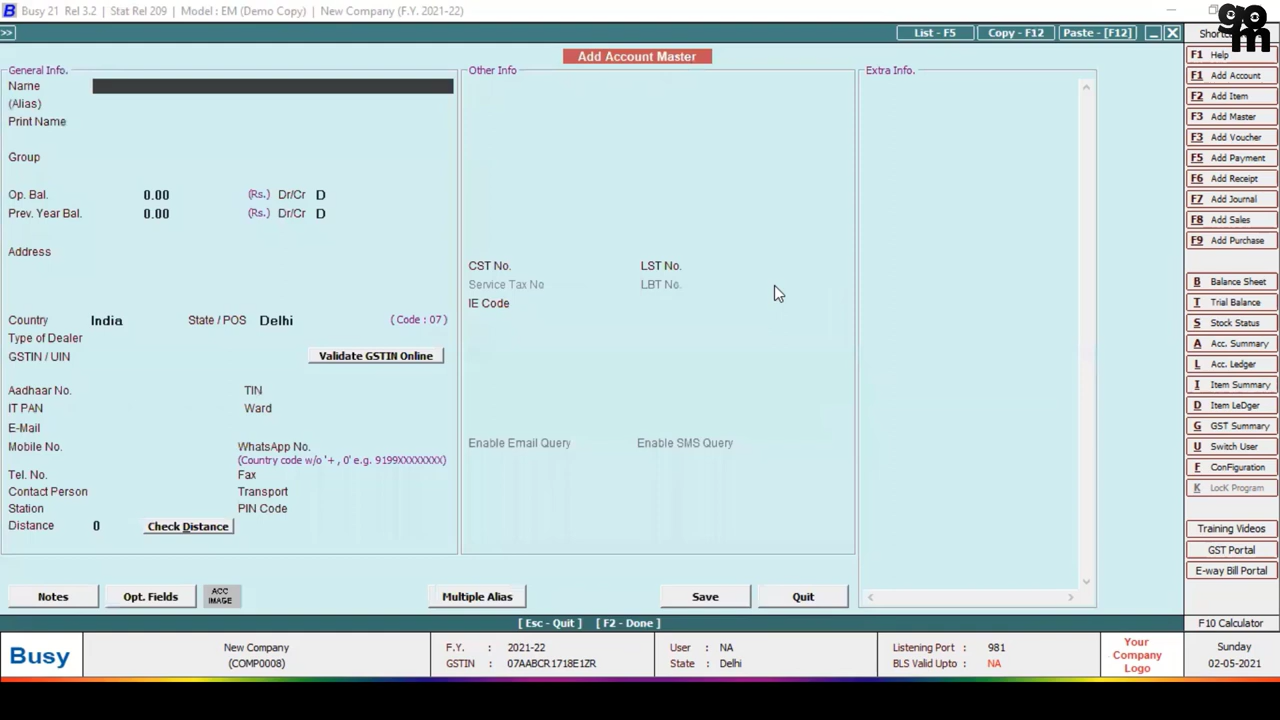 Busy 21 Rel 3.2 | Stat Rel 209 | Model : EM (Demo Copy) | New Company (F.Y. 2021-22)
gom
>>
List - F5
Copy - F12
Paste - [F12]
Add Account Master
General Info.
Name
(Alias)
Print Name
Group
Op. Bal. 0.00 (Rs.) Dr/Cr D
Prev. Year Bal. 0.00 (Rs.) Dr/Cr D
Address
Country India State / POS Delhi (Code : 07)
Type of Dealer
GSTIN / UIN Validate GSTIN Online
Aadhaar No. TIN
IT PAN Ward
E-Mail
Mobile No. WhatsApp No.
(Country code w/o '+ , 0' e.g. 9199XXXXXXXX)
Tel. No. Fax
Contact Person Transport
Station PIN Code
Distance 0 Check Distance
Other Info
CST No. LST No.
Service Tax No LBT No.
IE Code
Enable Email Query Enable SMS Query
Extra Info.
Notes
Opt. Fields
ACC
IMAGE
Multiple Alias
Save
Quit
[ Esc - Quit ] [ F2 - Done ]
F1 Help
F1 Add Account
F2 Add Item
F3 Add Master
F3 Add Voucher
F5 Add Payment
F6 Add Receipt
F7 Add Journal
F8 Add Sales
F9 Add Purchase
B Balance Sheet
T Trial Balance
S Stock Status
A Acc. Summary
L Acc. Ledger
I Item Summary
D Item LeDger
G GST Summary
U Switch User
F ConFiguration
K LocK Program
Training Videos
GST Portal
E-way Bill Portal
F10 Calculator
Busy
New Company
(COMP0008)
F.Y. : 2021-22
GSTIN : 07AABCR1718E1ZR
User : NA
State : Delhi
Listening Port : 981
BLS Valid Upto : NA
Your
Company
Logo
Sunday
02-05-2021